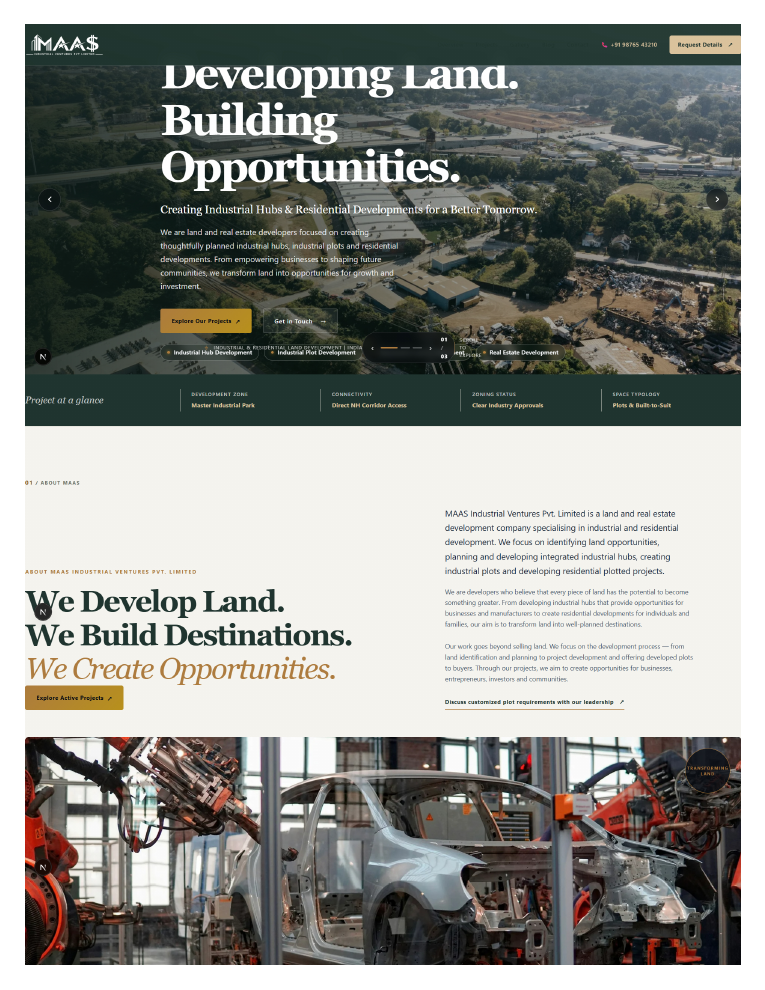 MAAS
INDUSTRIAL VENTURES PVT. LIMITED
+91 98765 43210
Request Details ↗
Developing Land.
Building
Opportunities.
Creating Industrial Hubs & Residential Developments for a Better Tomorrow.
We are land and real estate developers focused on creating
thoughtfully planned industrial hubs, industrial plots and residential
developments. From empowering businesses to shaping future
communities, we transform land into opportunities for growth and
investment.
Explore Our Projects ↗
Get in Touch →
INDUSTRIAL & RESIDENTIAL LAND DEVELOPMENT | INDIA
01
/
03
TO
EXPLORE
Industrial Hub Development
Industrial Plot Development
Real Estate Development
N
Project at a glance
DEVELOPMENT ZONE
Master Industrial Park
CONNECTIVITY
Direct NH Corridor Access
ZONING STATUS
Clear Industry Approvals
SPACE TYPOLOGY
Plots & Built-to-Suit
01 / ABOUT MAAS
ABOUT MAAS INDUSTRIAL VENTURES PVT. LIMITED
We Develop Land.
N
We Build Destinations.
We Create Opportunities.
Explore Active Projects ↗
MAAS Industrial Ventures Pvt. Limited is a land and real estate
development company specialising in industrial and residential
development. We focus on identifying land opportunities,
planning and developing integrated industrial hubs, creating
industrial plots and developing residential plotted projects.
We are developers who believe that every piece of land has the potential to become
something greater. From developing industrial hubs that provide opportunities for
businesses and manufacturers to create residential developments for individuals and
families, our aim is to transform land into well-planned destinations.
Our work goes beyond selling land. We focus on the development process — from
land identification and planning to project development and offering developed plots
to buyers. Through our projects, we aim to create opportunities for businesses,
entrepreneurs, investors and communities.
Discuss customized plot requirements with our leadership ↗
TRANSFORMING
LAND
N